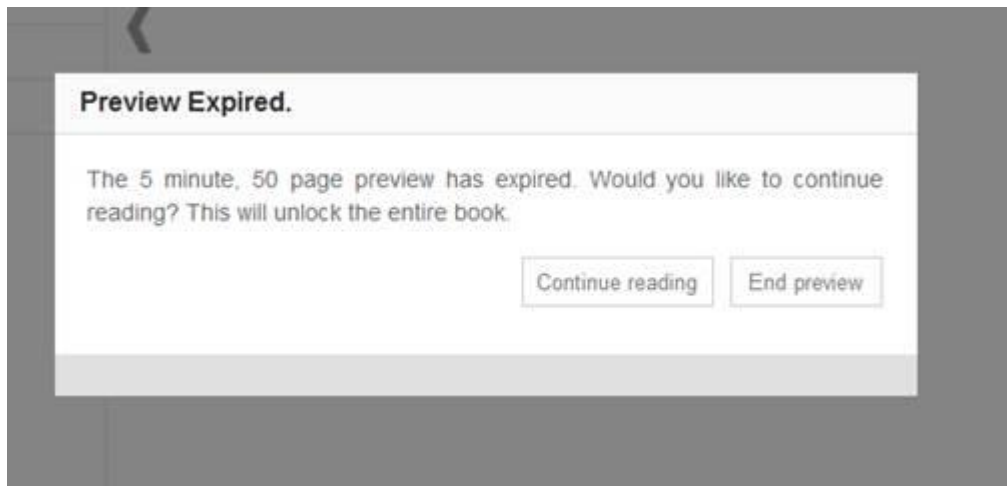 Preview Expired.
The 5 minute, 50 page preview has expired. Would you like to continue
reading? This will unlock the entire book.
Continue reading End preview